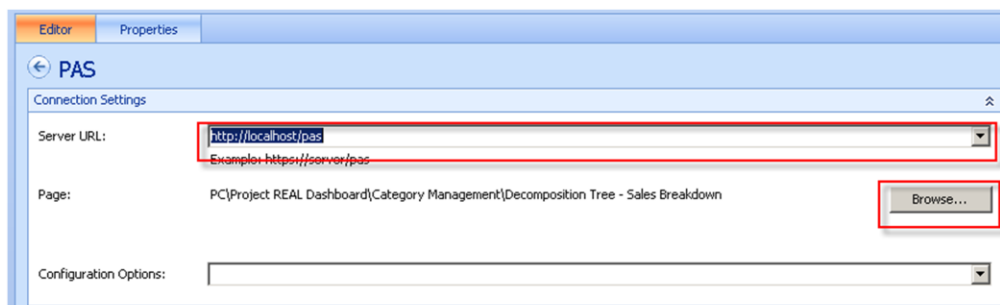 Editor Properties
PAS
Connection Settings
Server URL: http://localhost/pas
Example: https://server/pas
Page: PC\Project REAL Dashboard\Category Management\Decomposition Tree - Sales Breakdown Browse...
Configuration Options: